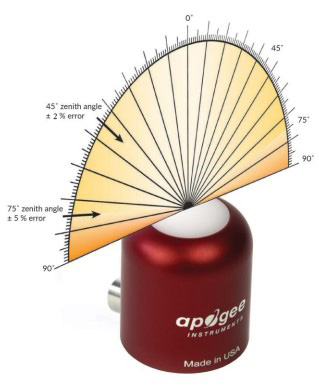 0˚
45˚
45˚ zenith angle
± 2 % error
75˚
90˚
75˚ zenith angle
± 5 % error
90˚
apogee
INSTRUMENTS
Made in USA